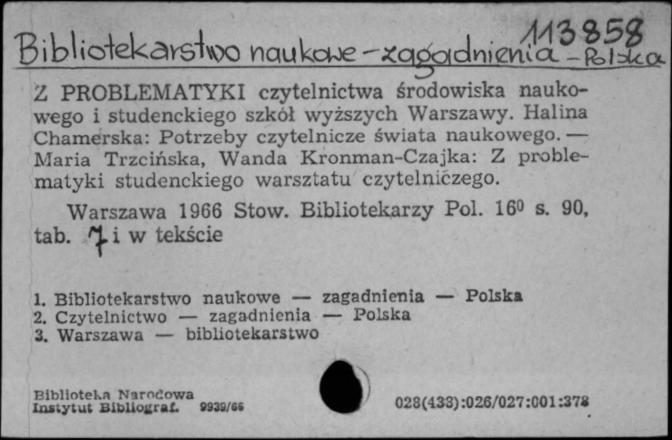 113858
Bibliotekarstwo naukowe - zagadnienia - Polska
Z PROBLEMATYKI czytelnictwa środowiska nauko-
wego i studenckiego szkół wyższych Warszawy. Halina
Chamerska: Potrzeby czytelnicze świata naukowego. —
Maria Trzcińska, Wanda Kronman-Czajka: Z proble-
matyki studenckiego warsztatu czytelniczego.
Warszawa 1966 Stow. Bibliotekarzy Pol. 16⁰ s. 90,
tab. 7 i w tekście
1. Bibliotekarstwo naukowe — zagadnienia — Polska
2. Czytelnictwo — zagadnienia — Polska
3. Warszawa — bibliotekarstwo
Biblioteka Narodowa
Instytut Bibliograf. 9939/66
028(438):026/027:001:378